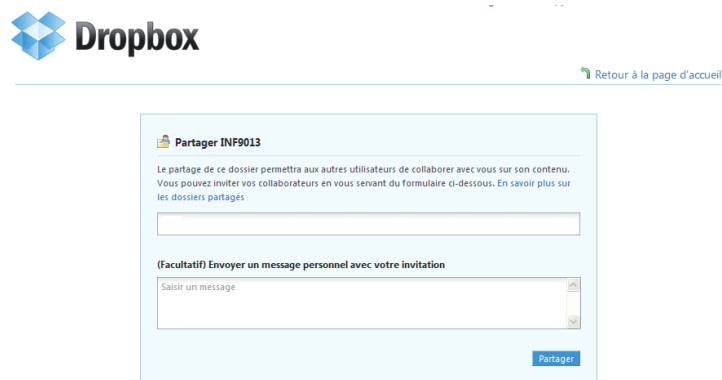 Dropbox
Retour à la page d'accueil
Partager INF9013
Le partage de ce dossier permettra aux autres utilisateurs de collaborer avec vous sur son contenu.
Vous pouvez inviter vos collaborateurs en vous servant du formulaire ci-dessous. En savoir plus sur
les dossiers partagés
(Facultatif) Envoyer un message personnel avec votre invitation
Saisir un message
Partager